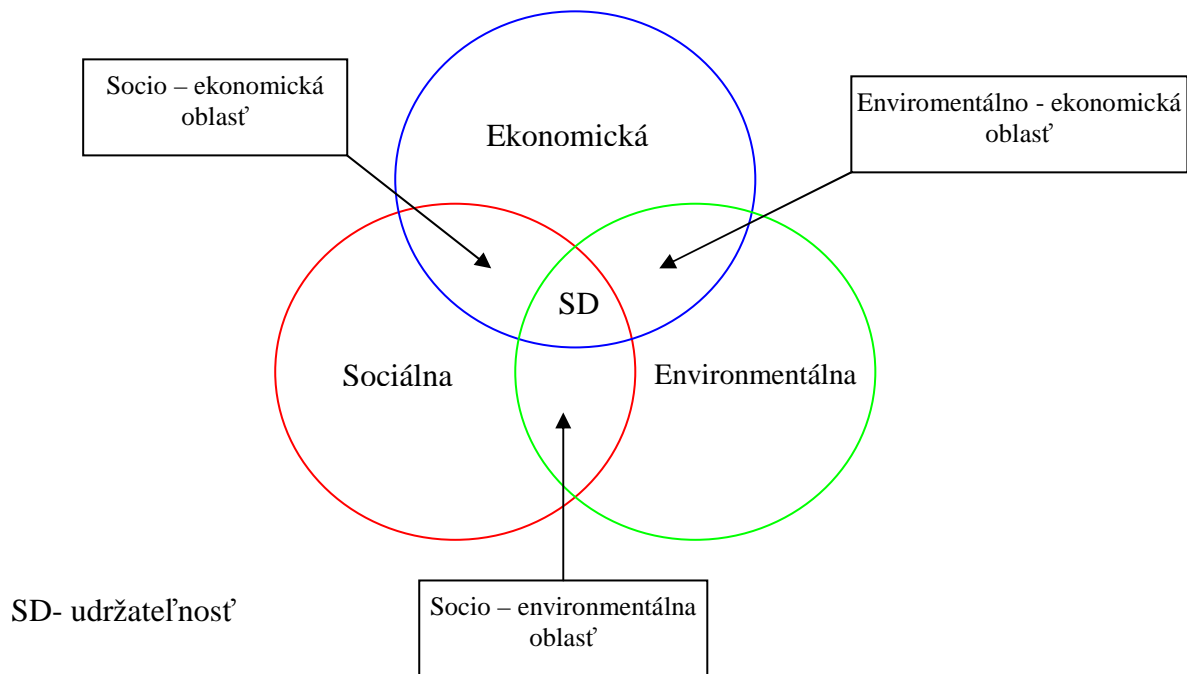 Socio – ekonomická
oblasť
Enviromentálno - ekonomická
oblasť
Ekonomická
SD
Sociálna
Environmentálna
SD- udržateľnosť
Socio – environmentálna
oblasť